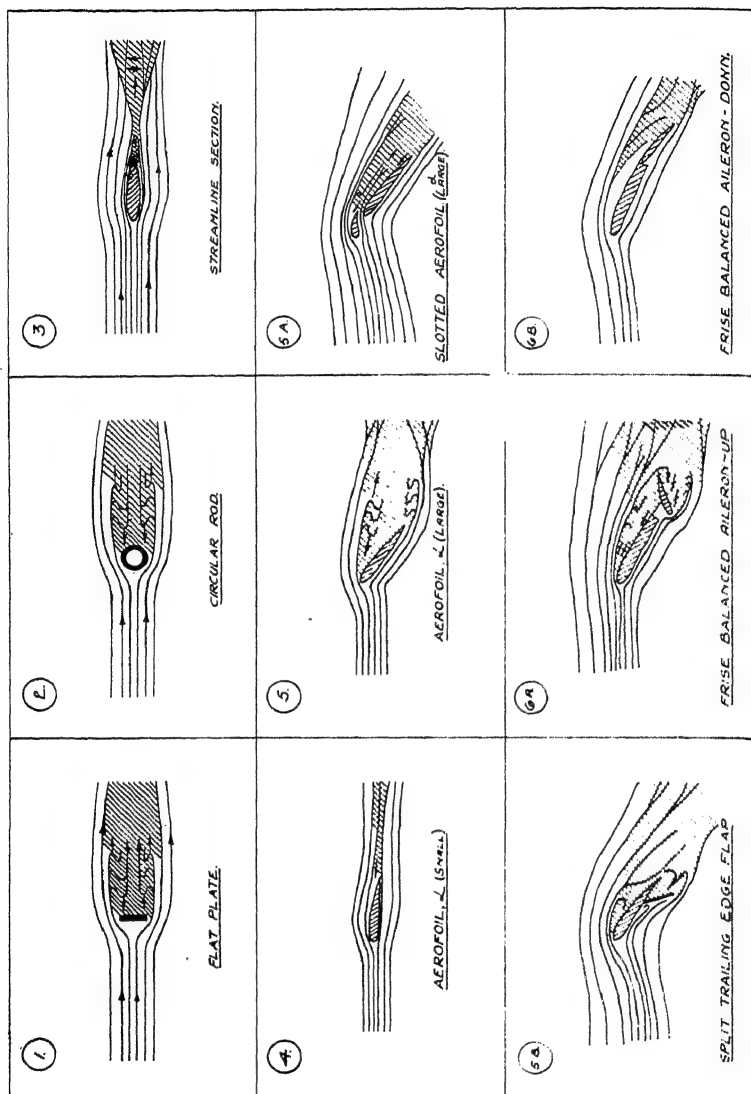 1.
FLAT PLATE.
2.
CIRCULAR ROD.
3
STREAMLINE SECTION.
4.
AEROFOIL, α (SMALL)
5.
AEROFOIL, α (LARGE).
5A.
SLOTTED AEROFOIL (α LARGE)
5B.
SPLIT TRAILING EDGE FLAP
6A.
FRISE BALANCED AILERON-UP
6B.
FRISE BALANCED AILERON-DOWN.